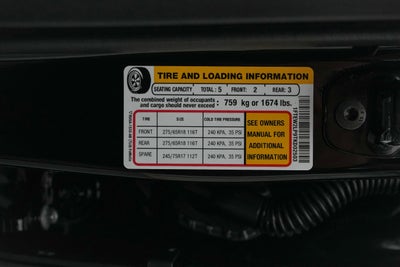 TIRE AND LOADING INFORMATION
SEATING CAPACITY TOTAL: 5 FRONT: 2 REAR: 3
The combined weight of occupants and cargo should never exceed : 759 kg or 1674 lbs.
TIRE SIZE COLD TIRE PRESSURE
FRONT 275/65R18 116T 240 KPA, 35 PSI
REAR 275/65R18 116T 240 KPA, 35 PSI
SPARE 245/75R17 112T 240 KPA, 35 PSI
SEE OWNERS
MANUAL FOR
ADDITIONAL
INFORMATION